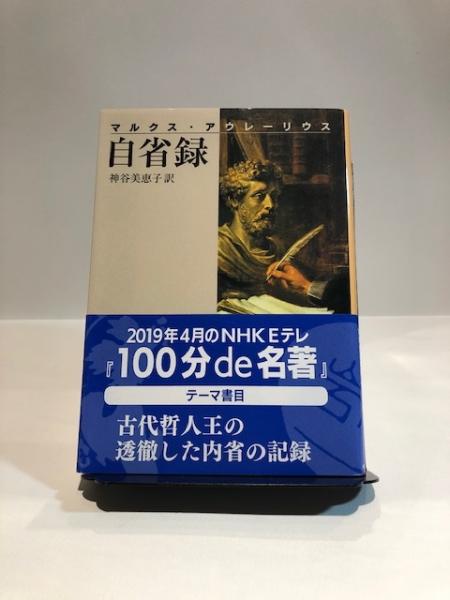 マルクス・アウレーリウス
自省録
神谷美恵子訳
2019年4月のNHK Eテレ
『100分de名著』
テーマ書目
古代哲人王の
透徹した内省の記録